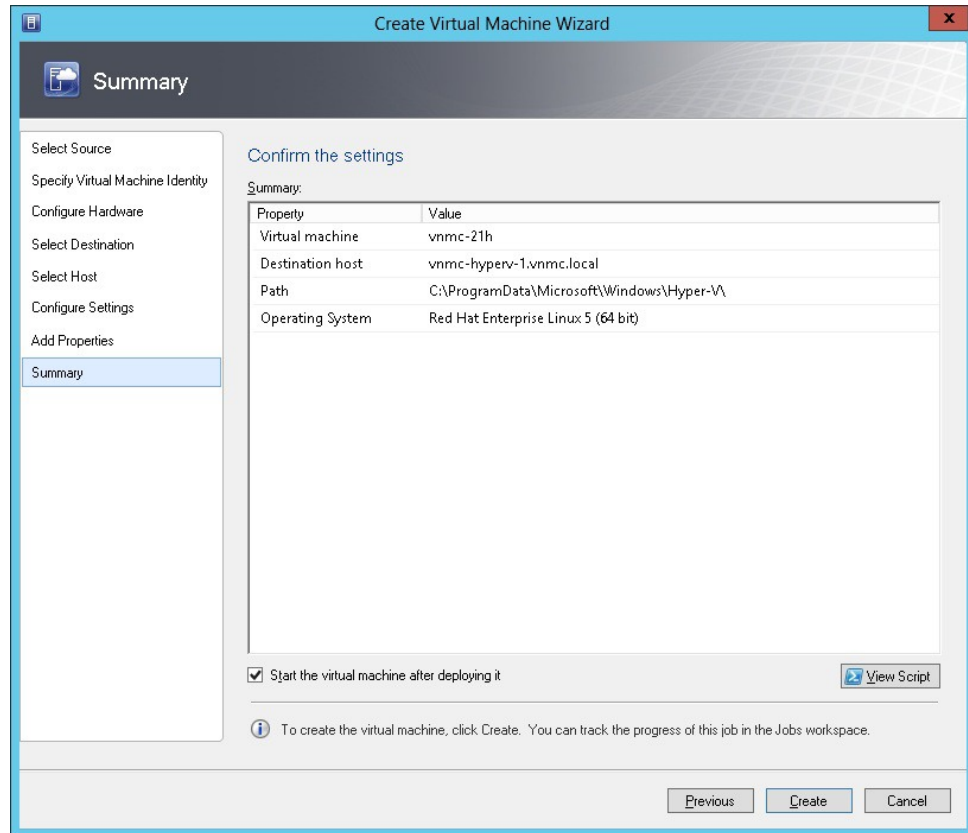 Create Virtual Machine Wizard
x
Summary
Select Source
Specify Virtual Machine Identity
Configure Hardware
Select Destination
Select Host
Configure Settings
Add Properties
Summary
Confirm the settings
Summary:
Property Value
Virtual machine vnmc-21h
Destination host vnmc-hyperv-1.vnmc.local
Path C:\ProgramData\Microsoft\Windows\Hyper-V\
Operating System Red Hat Enterprise Linux 5 (64 bit)
Start the virtual machine after deploying it
View Script
To create the virtual machine, click Create. You can track the progress of this job in the Jobs workspace.
Previous Create Cancel